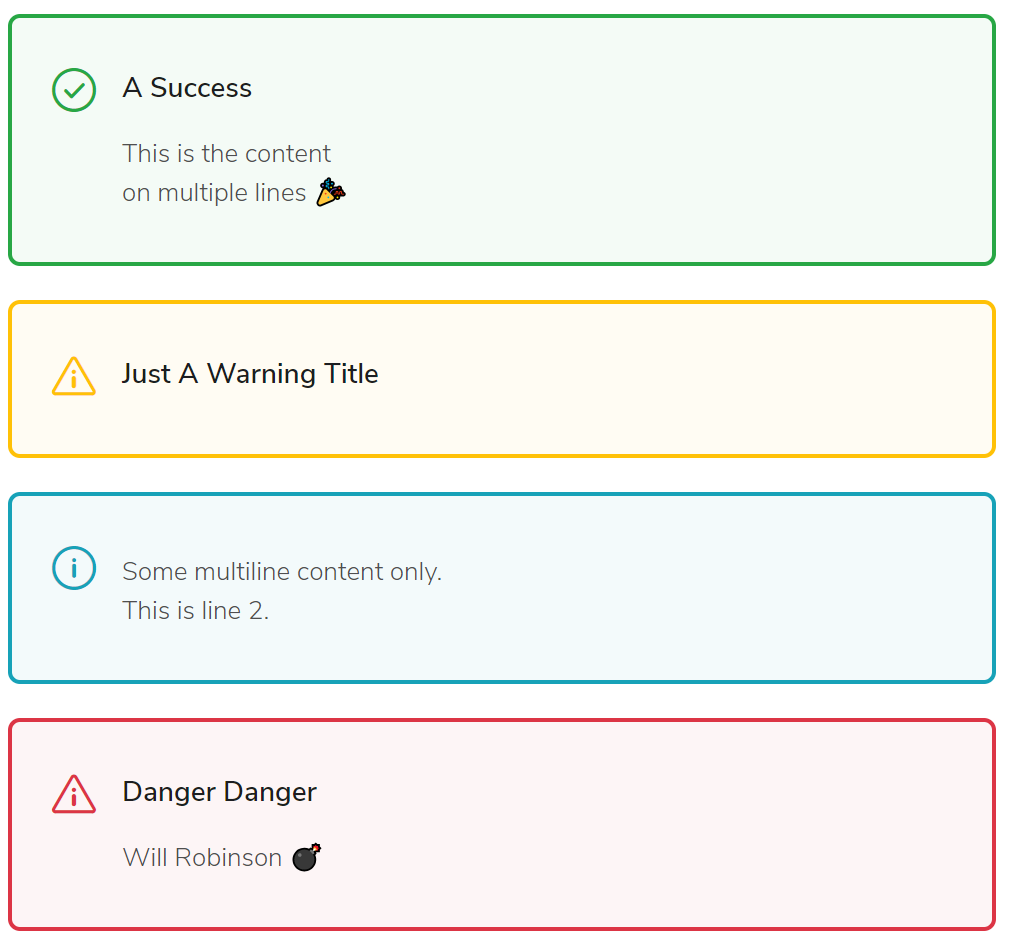 A Success
This is the content
on multiple lines 🎉
Just A Warning Title
Some multiline content only.
This is line 2.
Danger Danger
Will Robinson 💣